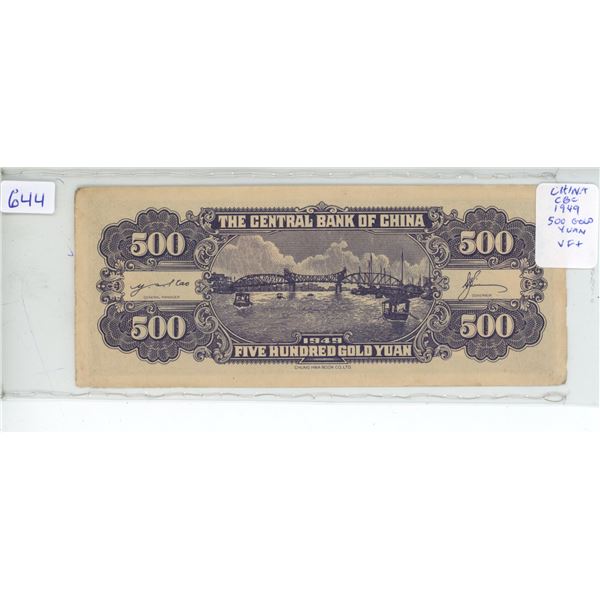 644
CHINA
CBC
1949
500 GOLD
YUAN
VF+
THE CENTRAL BANK OF CHINA
500 500
GENERAL MANAGER GOVERNOR
500 500
1949
FIVE HUNDRED GOLD YUAN
CHUNG HWA BOOK CO. LTD.